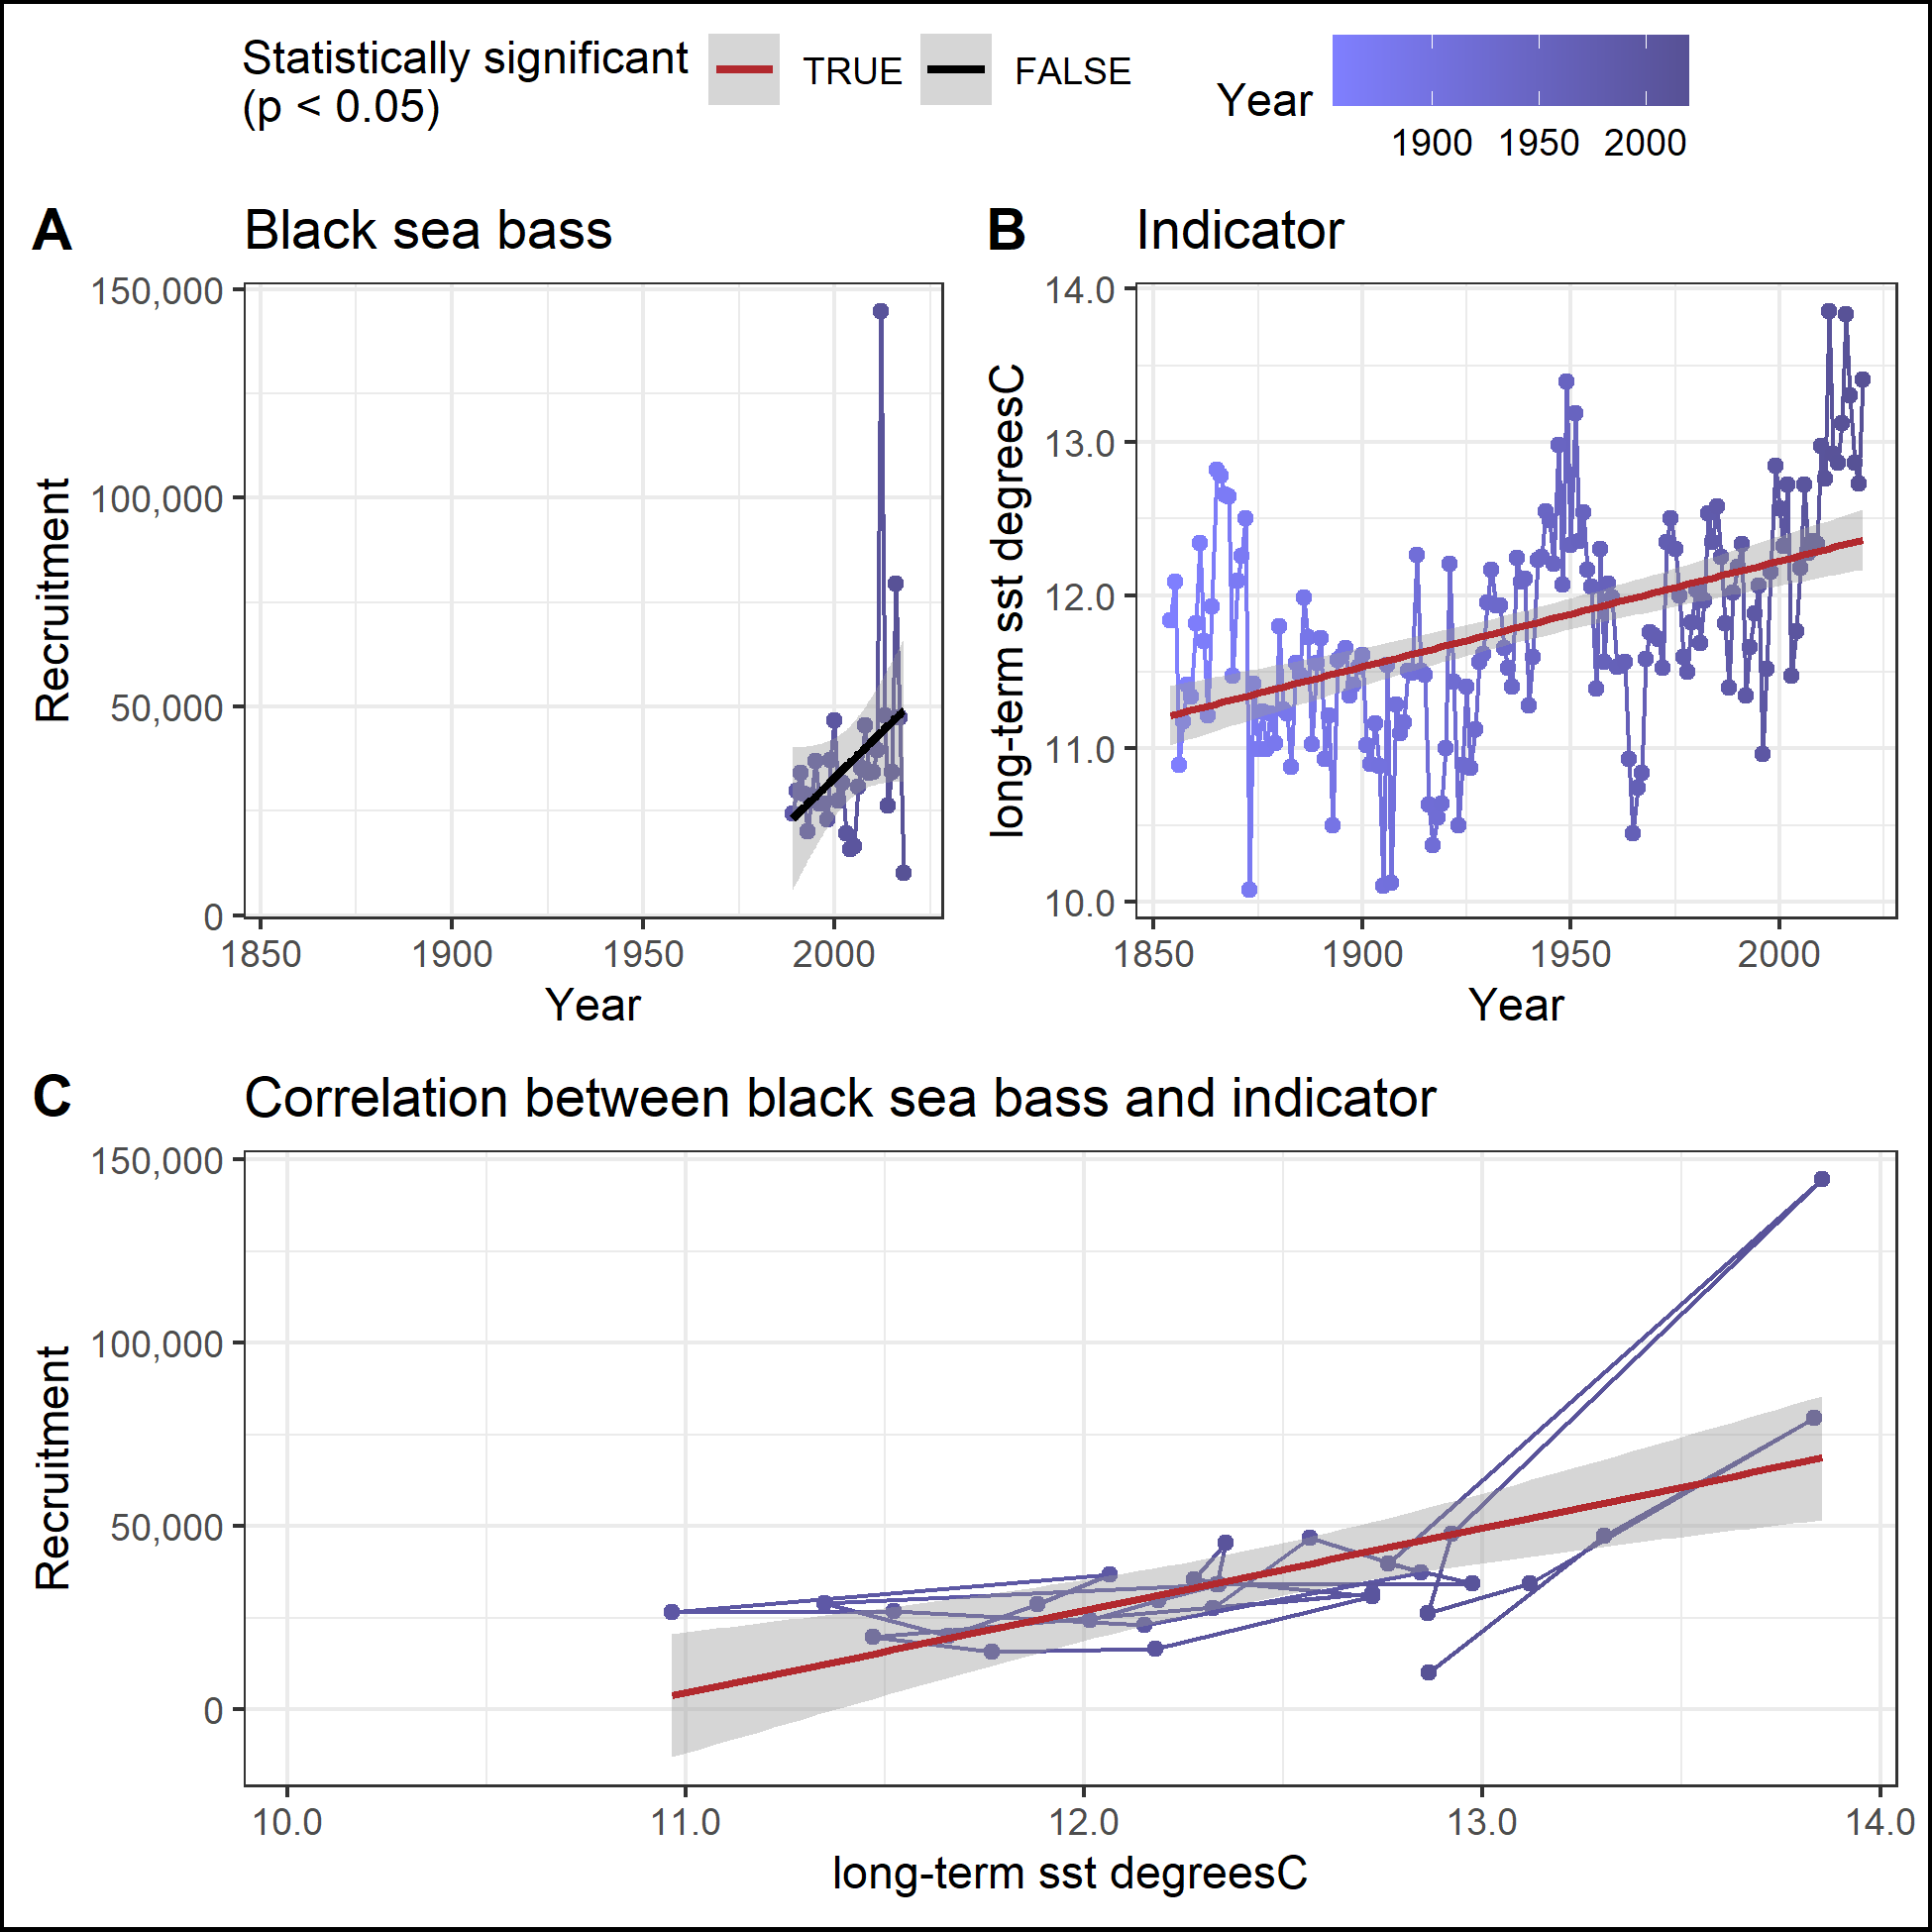 Statistically significant
(p < 0.05)
TRUE
FALSE
Year
1900 1950 2000
A
Black sea bass
150,000
100,000
50,000
0
Recruitment
1850 1900 1950 2000
Year
B
Indicator
14.0
13.0
12.0
11.0
10.0
long-term sst degreesC
1850 1900 1950 2000
Year
C
Correlation between black sea bass and indicator
150,000
100,000
50,000
0
Recruitment
10.0 11.0 12.0 13.0 14.0
long-term sst degreesC